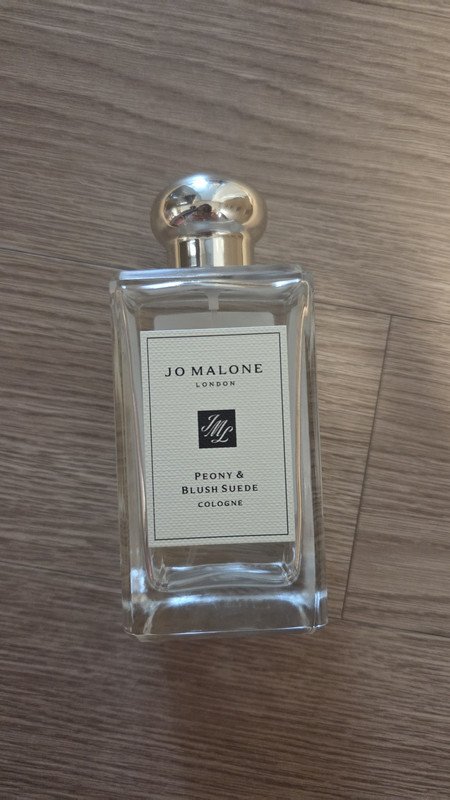 JO MALONE
LONDON
JML
PEONY &
BLUSH SUEDE
COLOGNE